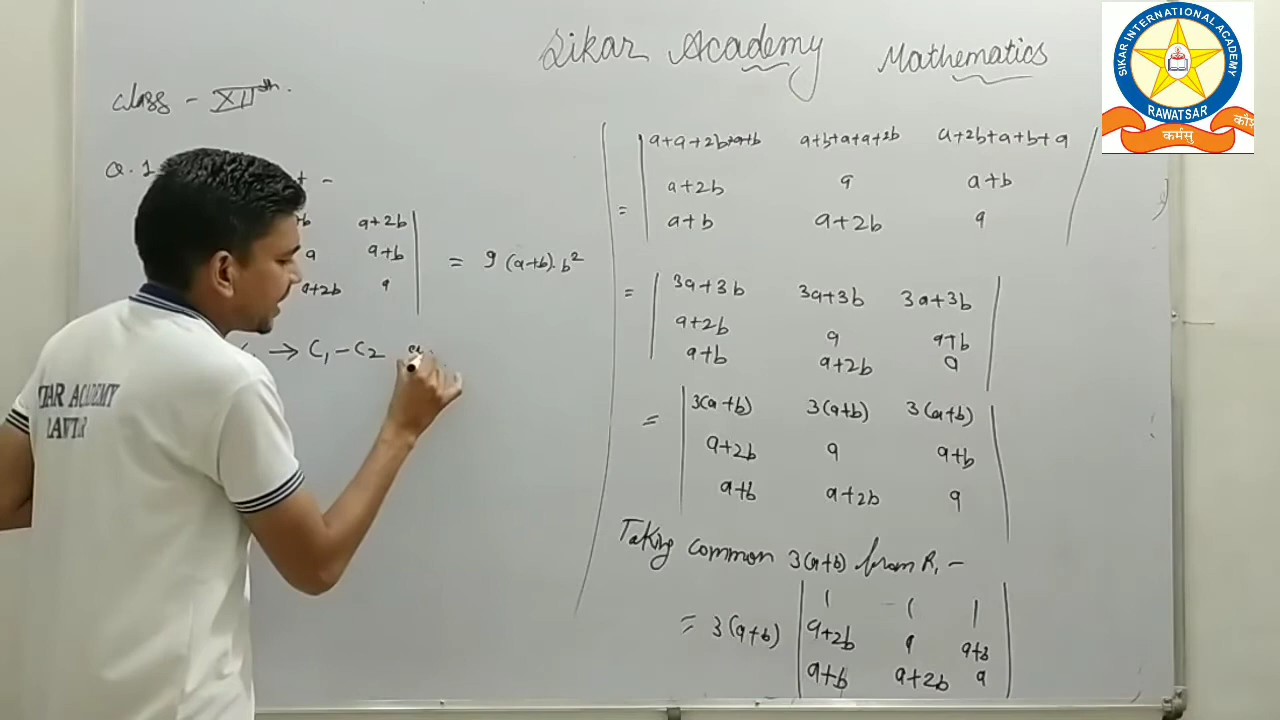 Sikar Academy Mathematics
SIKAR INTERNATIONAL ACADEMY
RAWATSAR
कर्मसु
Class - XIIth.
Q. 1
a+2b
a a+b
a+2b a
= 9 (a+b). b²
→ C₁ - C₂
AR ACADEMY
a+a+2b+a+b a+b+a+a+2b a+2b+a+b+a
= a+2b a a+b
a+b a+2b a
= 3a+3b 3a+3b 3a+3b
a+2b a a+b
a+b a+2b a
= 3(a+b) 3(a+b) 3(a+b)
a+2b a a+b
a+b a+2b a
Taking common 3(a+b) from R₁ -
1 1 1
= 3(a+b) a+2b a a+b
a+b a+2b a